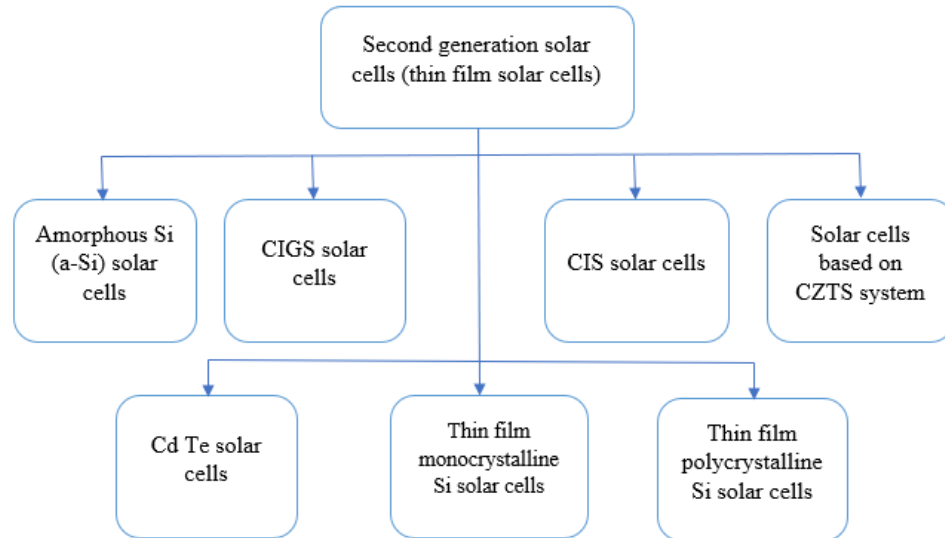 Second generation solar
cells (thin film solar cells)
Amorphous Si
(a-Si) solar
cells
CIGS solar
cells
CIS solar cells
Solar cells
based on
CZTS system
Cd Te solar
cells
Thin film
monocrystalline
Si solar cells
Thin film
polycrystalline
Si solar cells